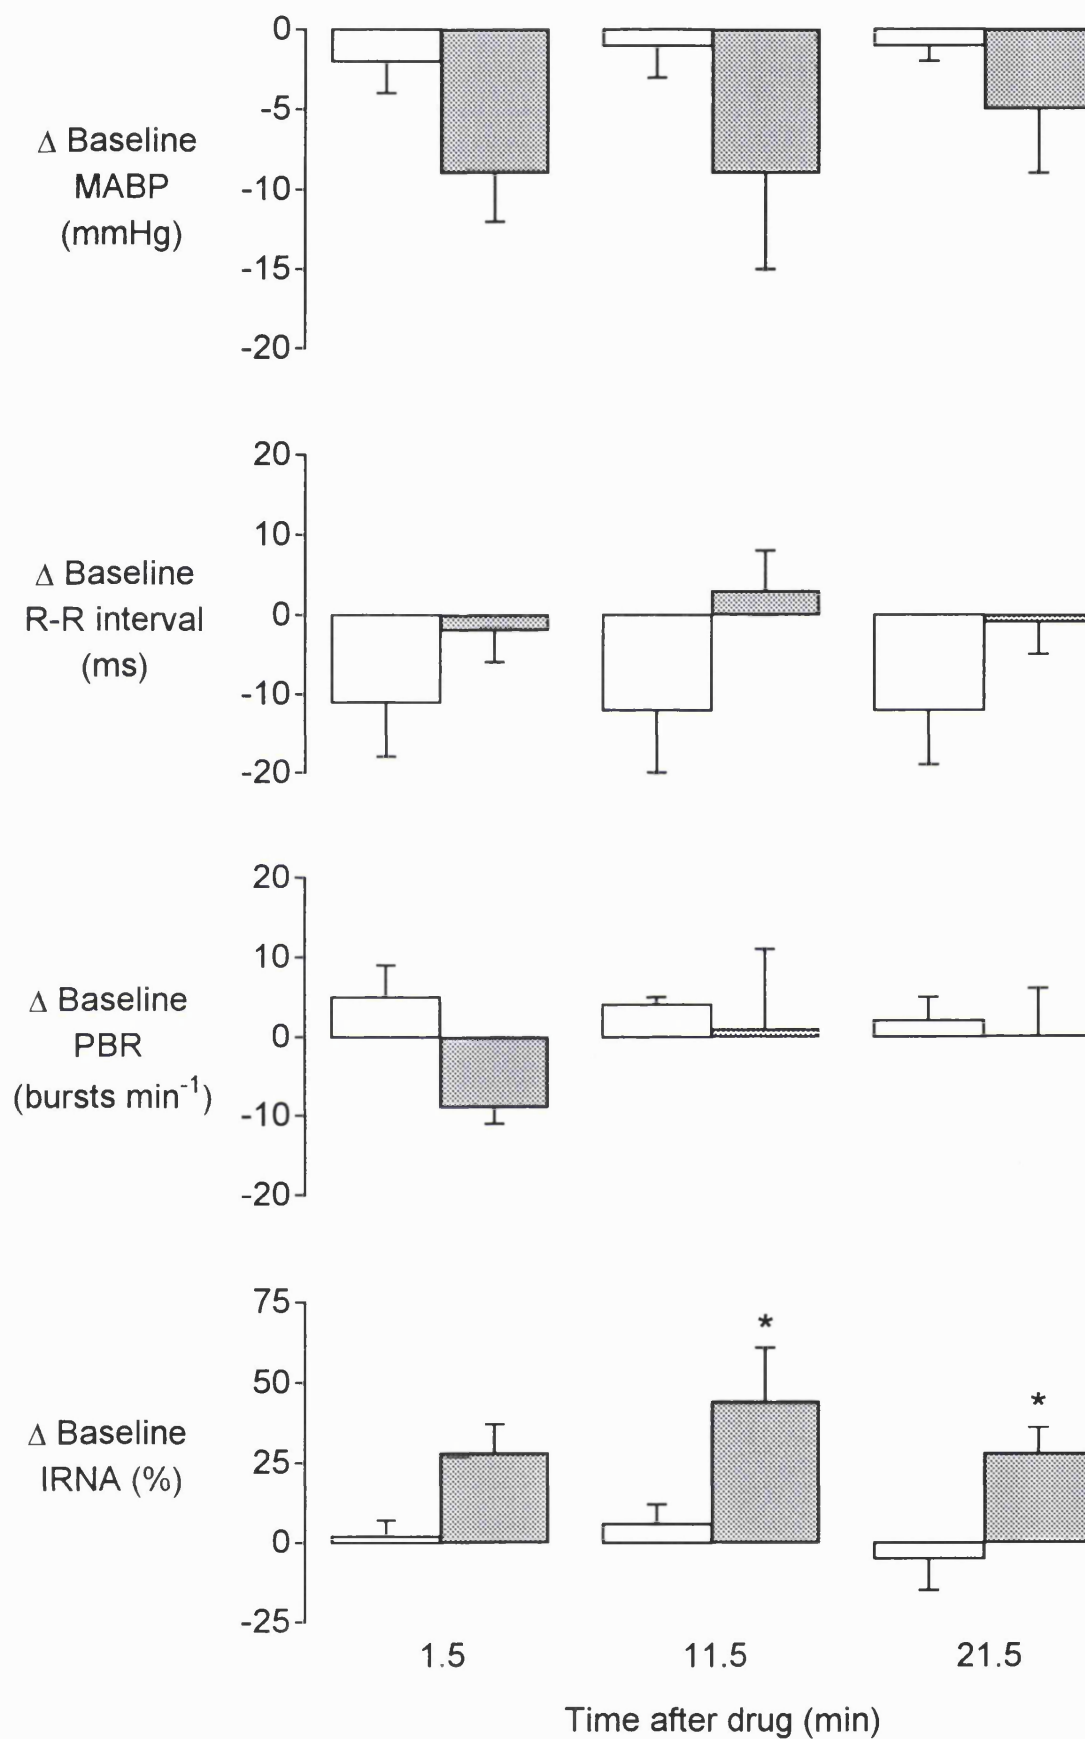 0
-5
Δ Baseline
MABP
-10
(mmHg)
-15
-20
20
10
Δ Baseline
R-R interval
0
(ms)
-10
-20
20
10
Δ Baseline
PBR
0
(bursts min⁻¹)
-10
-20
75
*
50
*
Δ Baseline
IRNA (%)
25
0
-25
1.5 11.5 21.5
Time after drug (min)